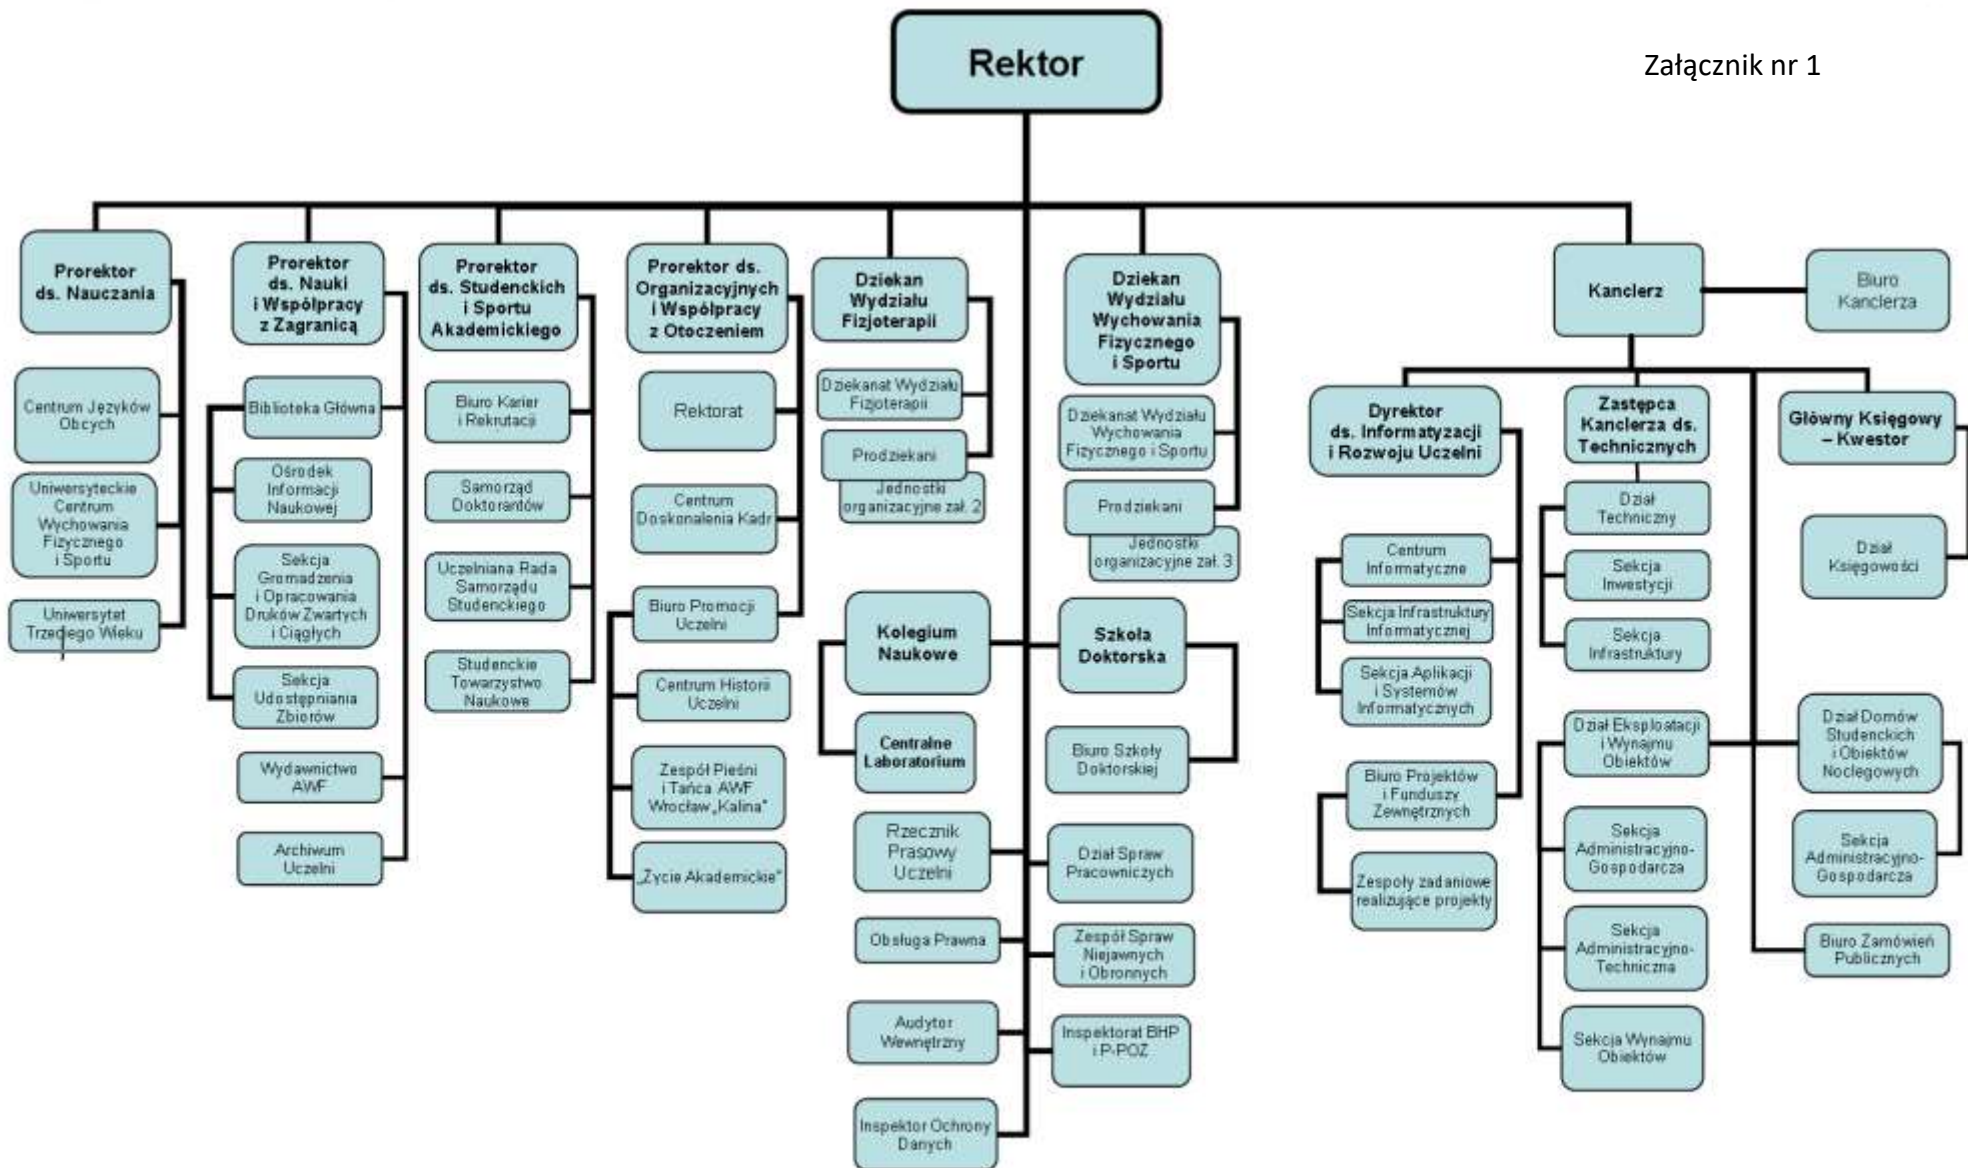 Rektor
Załącznik nr 1
Prorektor
ds. Nauczania
Centrum Języków
Obcych
Uniwersyteckie
Centrum
Wychowania
Fizycznego
i Sportu
Uniwersytet
Trzeciego Wieku
Prorektor
ds. Nauki
i Współpracy
z Zagranicą
Biblioteka Główna
Ośrodek
Informacji
Naukowej
Sekcja
Gromadzenia
i Opracowania
Druków Zwartych
i Ciągłych
Sekcja
Udostępniania
Zbiorów
Wydawnictwo
AWF
Archiwum
Uczelni
Prorektor
ds. Studenckich
i Sportu
Akademickiego
Biuro Karier
i Rekrutacji
Samorząd
Doktorantów
Uczelniana Rada
Samorządu
Studenckiego
Studenckie
Towarzystwo
Naukowe
Prorektor ds.
Organizacyjnych
i Współpracy
z Otoczeniem
Rektorat
Centrum
Doskonalenia Kadr
Biuro Promocji
Uczelni
Centrum Historii
Uczelni
Zespół Pieśni
i Tańca AWF
Wrocław „Kalina”
„Życie Akademickie”
Dziekan
Wydziału
Fizjoterapii
Dziekanat Wydziału
Fizjoterapii
Prodziekani
Jednostki
organizacyjne zał. 2
Dziekan
Wydziału
Wychowania
Fizycznego
i Sportu
Dziekanat Wydziału
Wychowania
Fizycznego i Sportu
Prodziekani
Jednostki
organizacyjne zał. 3
Kolegium
Naukowe
Centralne
Laboratorium
Rzecznik
Prasowy
Uczelni
Obsługa Prawna
Audytor
Wewnętrzny
Inspektor Ochrony
Danych
Szkoła
Doktorska
Biuro Szkoły
Doktorskiej
Dział Spraw
Pracowniczych
Zespół Spraw
Niejawnych
i Obronnych
Inspektorat BHP
i P-POŻ
Kanclerz
Biuro
Kanclerza
Dyrektor
ds. Informatyzacji
i Rozwoju Uczelni
Centrum
Informatyczne
Sekcja Infrastruktury
Informatycznej
Sekcja Aplikacji
i Systemów
Informatycznych
Biuro Projektów
i Funduszy
Zewnętrznych
Zespoły zadaniowe
realizujące projekty
Zastępca
Kanclerza ds.
Technicznych
Dział
Techniczny
Sekcja
Inwestycji
Sekcja
Infrastruktury
Dział Eksploatacji
i Wynajmu
Obiektów
Sekcja
Administracyjno-
Gospodarcza
Sekcja
Administracyjno-
Techniczna
Sekcja Wynajmu
Obiektów
Główny Księgowy
– Kwestor
Dział
Księgowości
Dział Domów
Studenckich
i Obiektów
Noclegowych
Sekcja
Administracyjno-
Gospodarcza
Biuro Zamówień
Publicznych